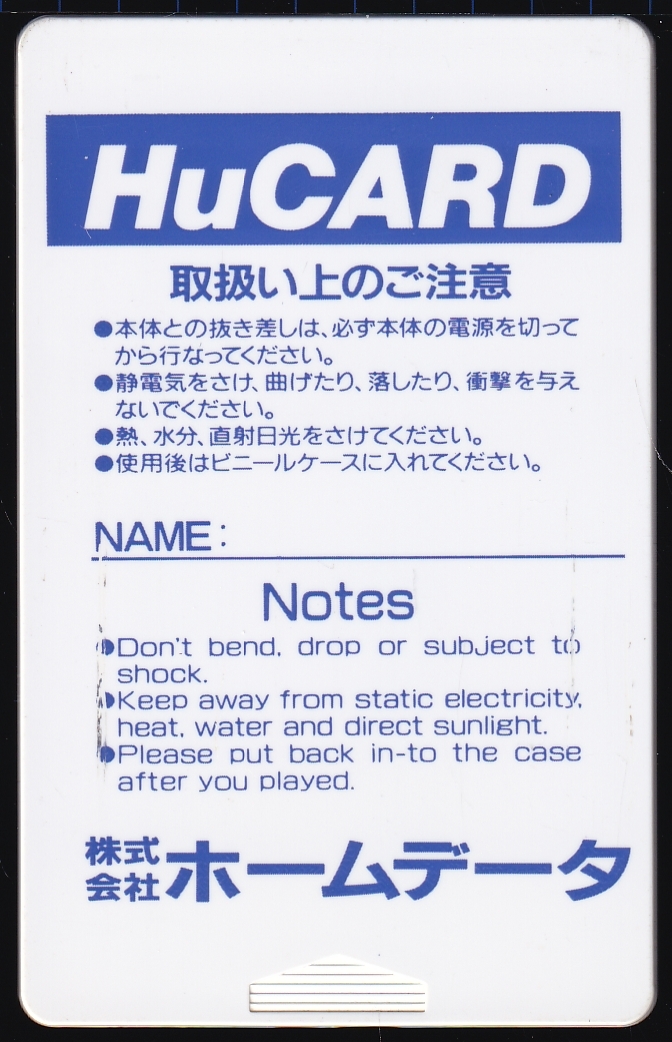 HuCARD
取扱い上のご注意
●本体との抜き差しは、必ず本体の電源を切って
から行なってください。
●静電気をさけ、曲げたり、落したり、衝撃を与え
ないでください。
●熱、水分、直射日光をさけてください。
●使用後はビニールケースに入れてください。
NAME:
Notes
●Don't bend, drop or subject to
shock.
●Keep away from static electricity,
heat, water and direct sunlight.
●Please put back in-to the case
after you played.
株式会社ホームデータ